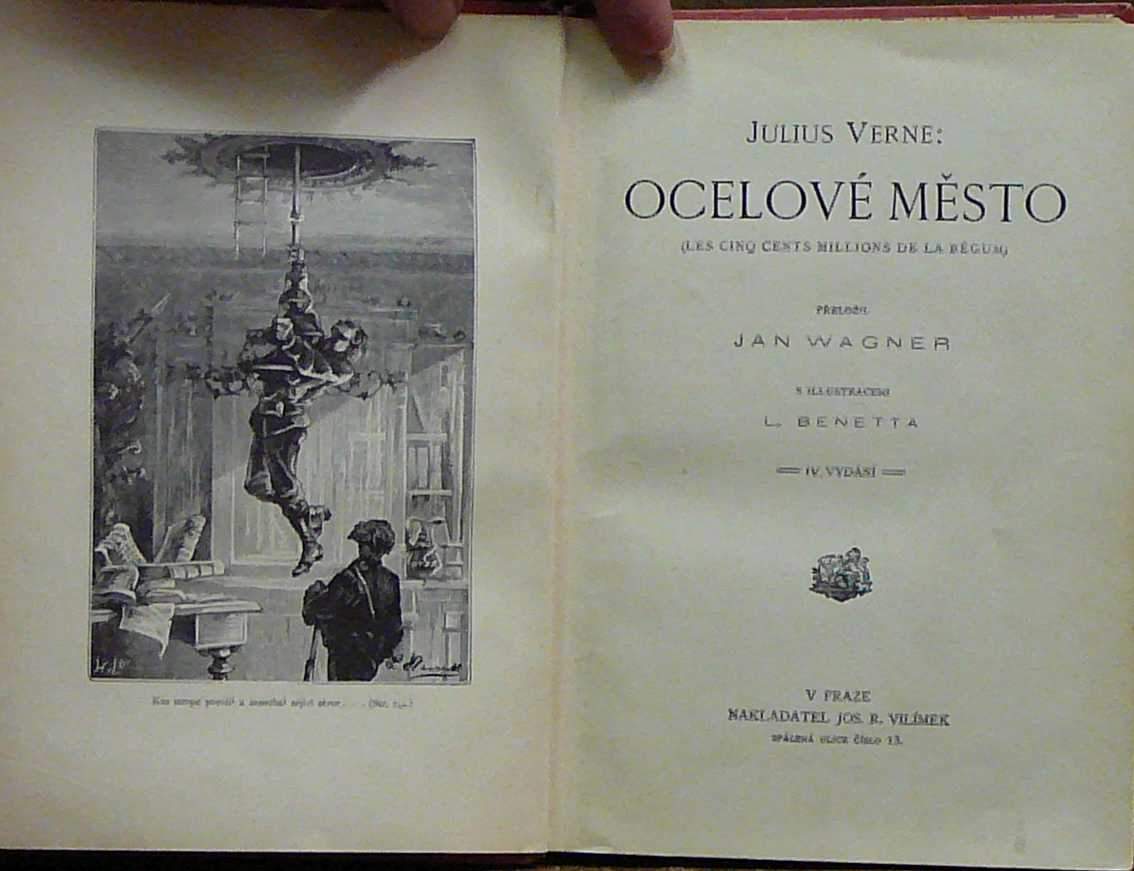 JULIUS VERNE:
OCELOVÉ MĚSTO
(LES CINQ CENTS MILLIONS DE LA BÉGUM)
PŘELOŽIL
JAN WAGNER
S ILLUSTRACEMI
L. BENETTA
IV. VYDÁNÍ
V PRAZE
NAKLADATEL JOS. R. VILÍMEK
SPÁLENÁ ULICE ČÍSLO 13.